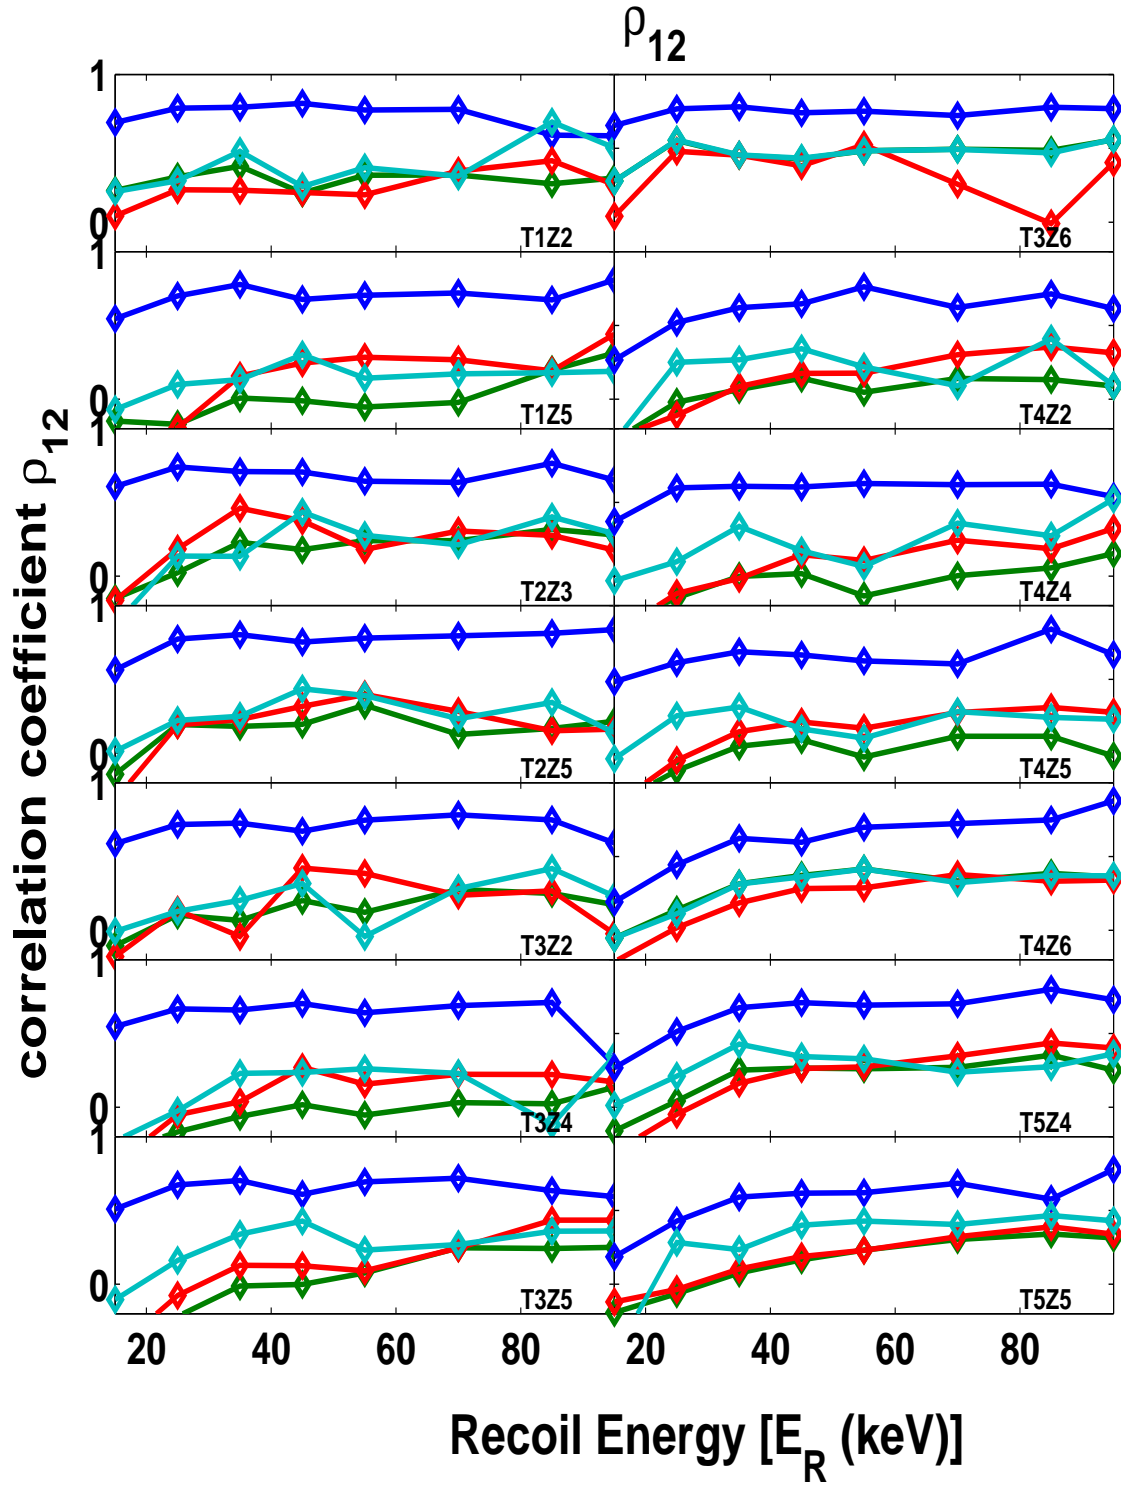 ρ12
1
0
T1Z2
T3Z6
1
0
T1Z5
T4Z2
1
0
T2Z3
T4Z4
1
0
T2Z5
T4Z5
1
0
T3Z2
T4Z6
1
0
T3Z4
T5Z4
1
0
T3Z5
T5Z5
20 40 60 80 20 40 60 80
correlation coefficient ρ12
Recoil Energy [E_R (keV)]